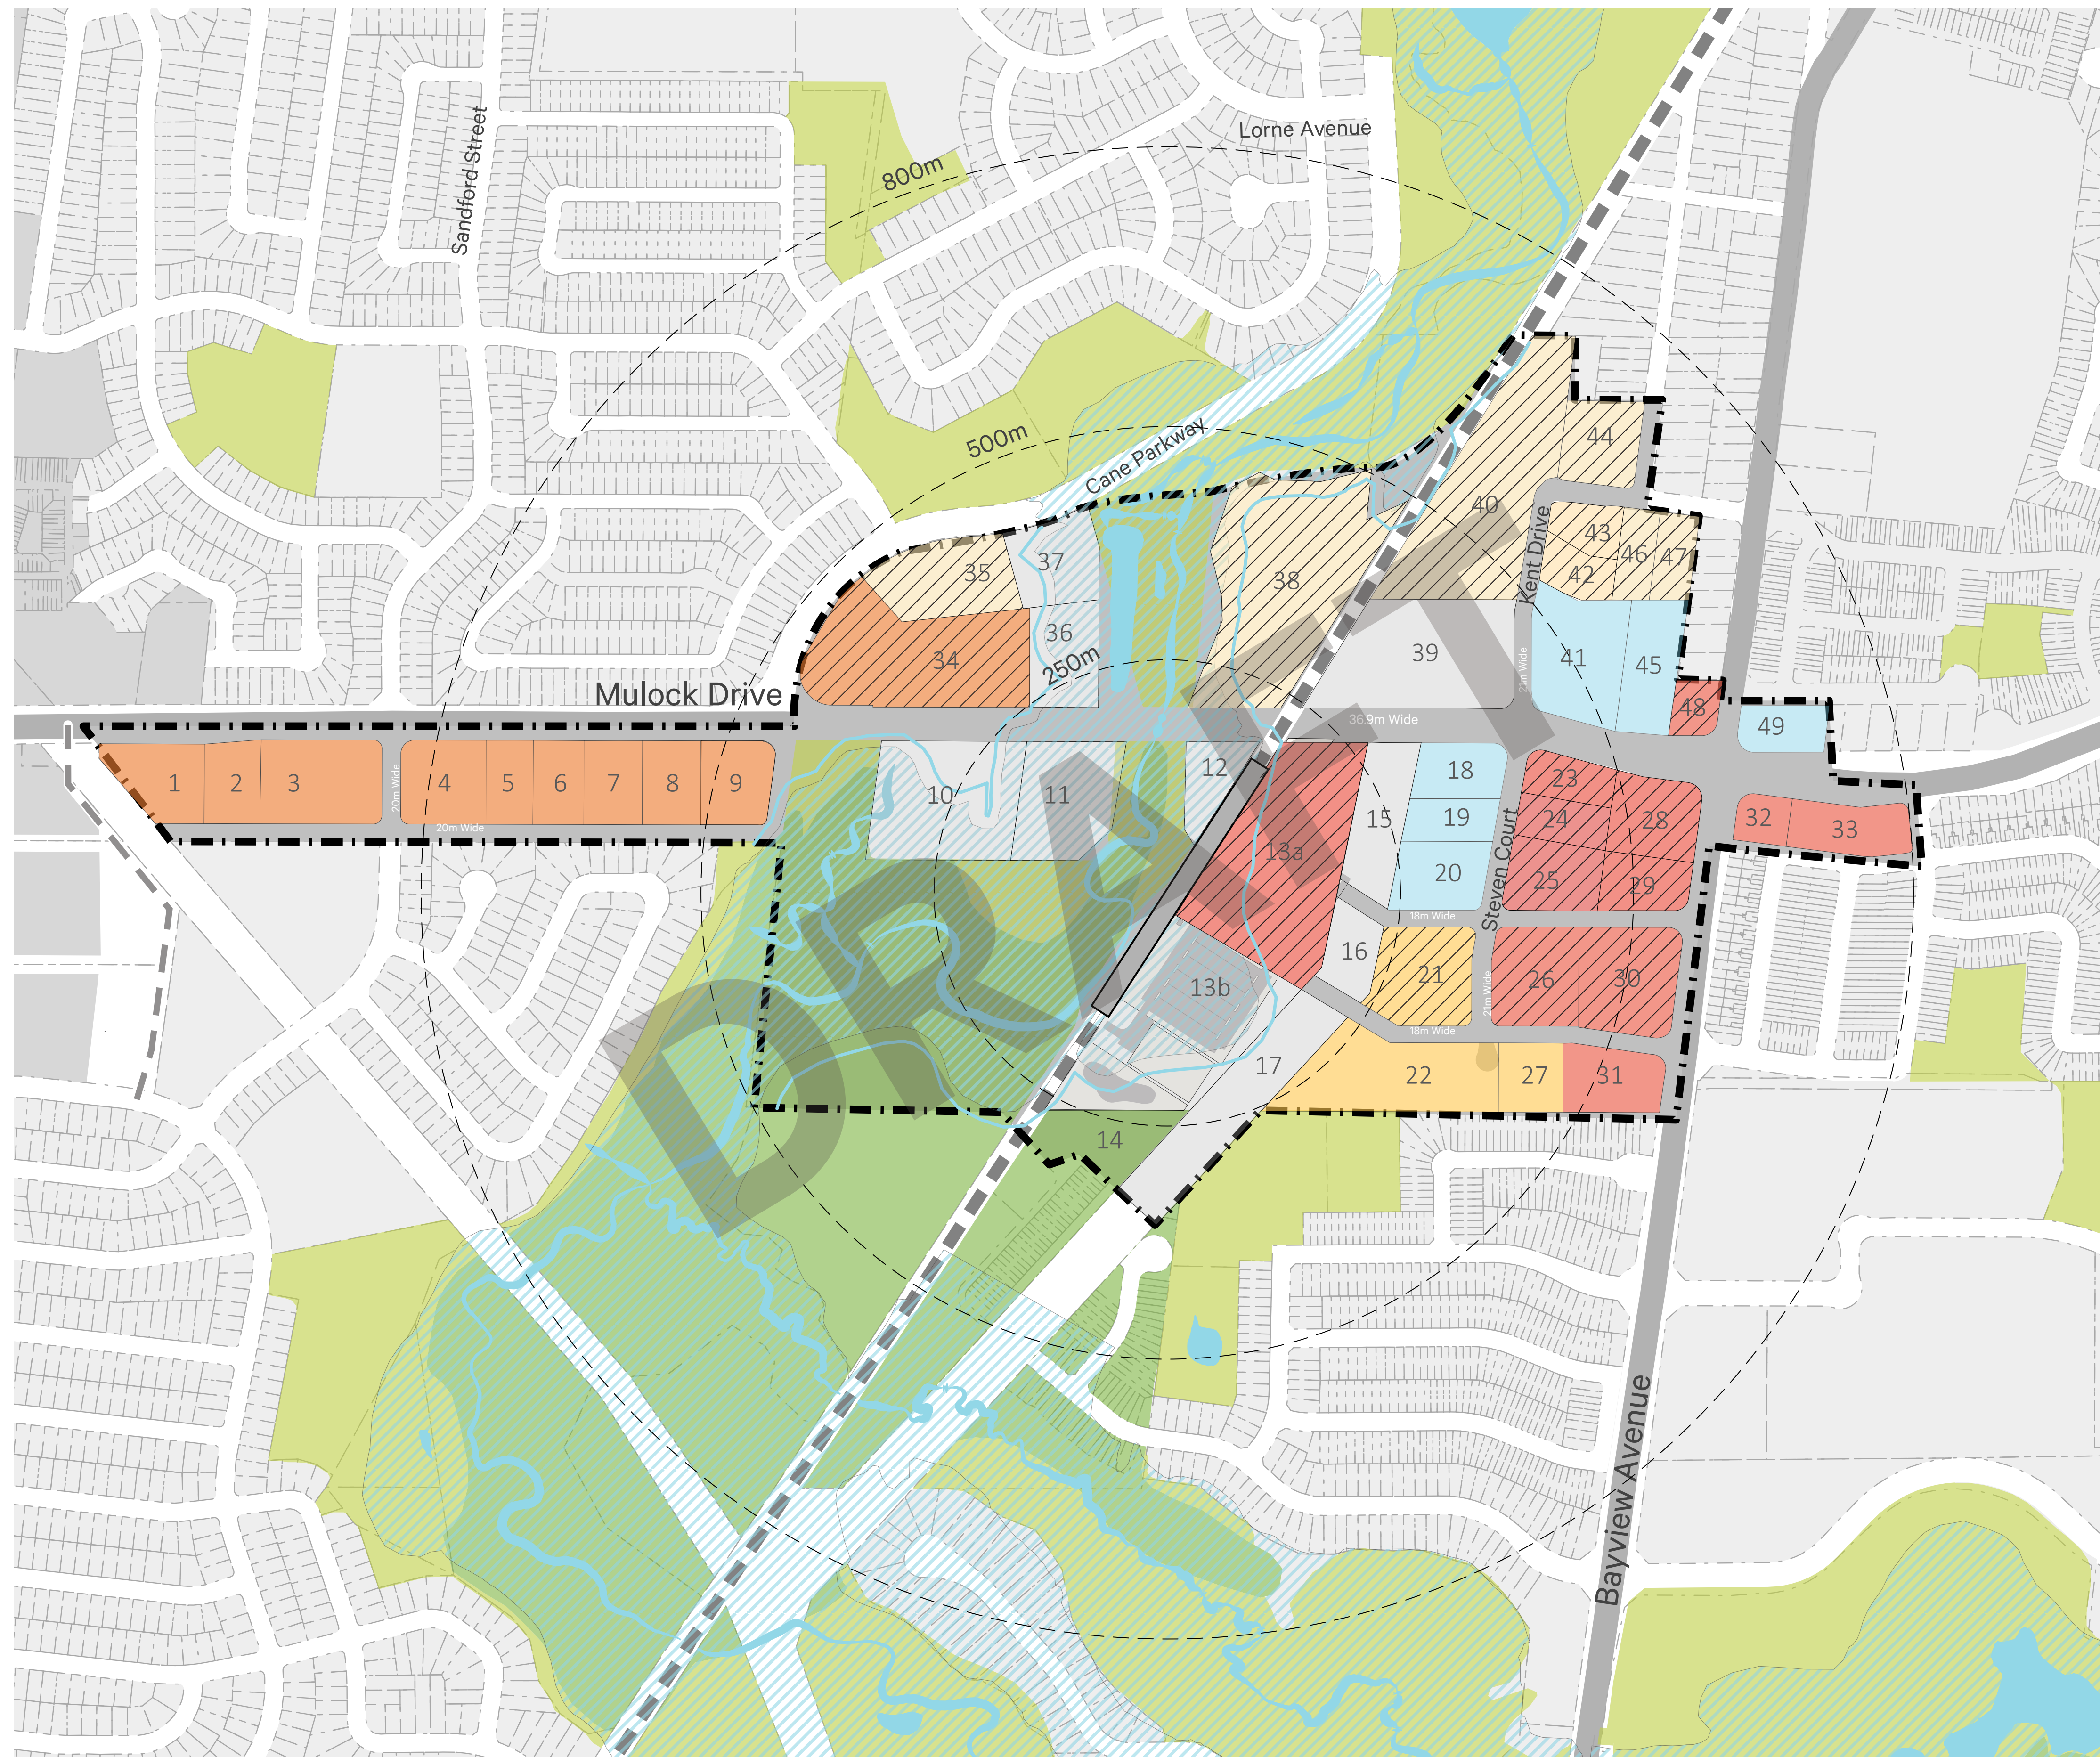 Lorne Avenue
Sandford Street
800m
500m
Cane Parkway
44
40
Kent Drive
43
46
47
42
37
35
38
36
34
250m
39
41
45
21m Wide
Mulock Drive
36.9m Wide
48
49
1
2
3
20m Wide
4
5
6
7
8
9
20m Wide
10
11
12
13a
15
18
19
20
Steven Court
23
24
28
25
29
32
33
18m Wide
16
21
21m Wide
26
30
13b
18m Wide
17
22
27
31
14
DRAFT
Bayview Avenue